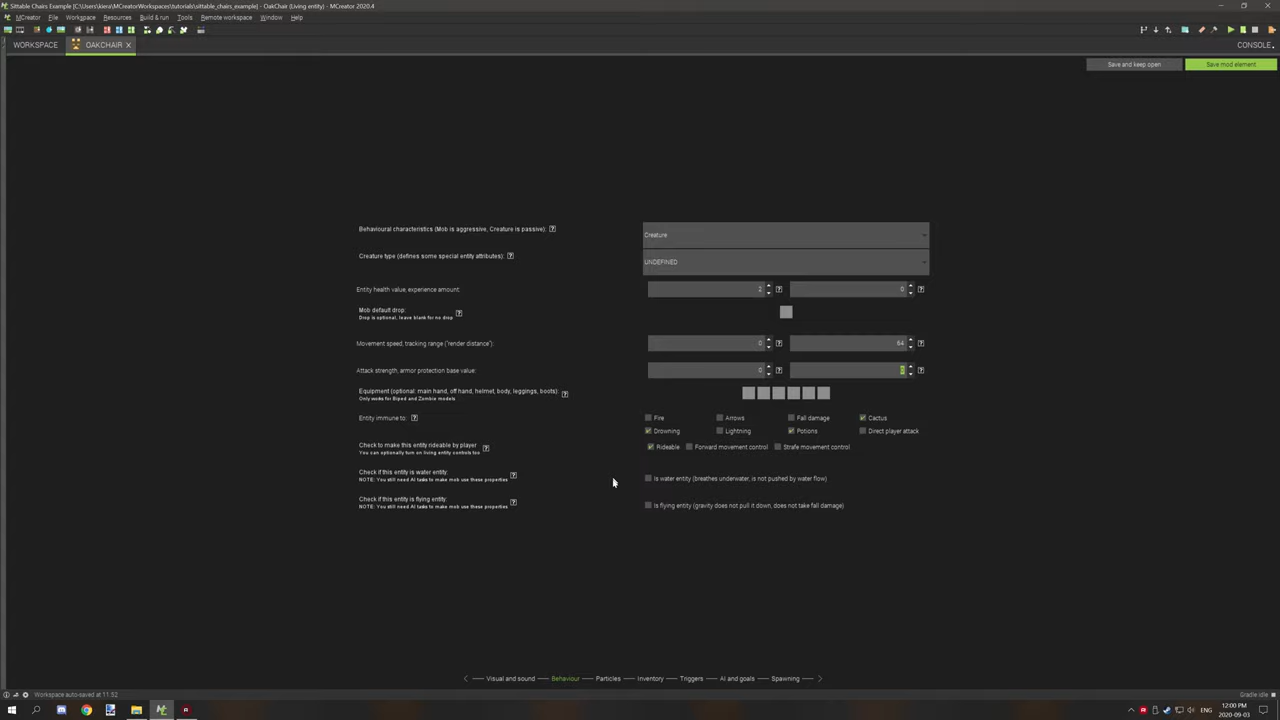 Sittable Chairs Example [C:\Users\kiera\MCreatorWorkspaces\tutorials\sittable_chairs_example] - OakChair (Living entity) - MCreator 2020.4
MCreator File Workspace Resources Build & run Tools Remote workspace Window Help
WORKSPACE OAKCHAIR CONSOLE
Save and keep open Save mod element
Behavioural characteristics (Mob is aggressive, Creature is passive): Creature
Creature type (defines some special entity attributes): UNDEFINED
Entity health value, experience amount: 2 0
Mob default drop:
Drop is optional, leave blank for no drop
Movement speed, tracking range ("render distance"): 0 64
Attack strength, armor protection base value: 0
Equipment (optional: main hand, off hand, helmet, body, leggings, boots):
Only works for Biped and Zombie models
Entity immune to: Fire Arrows Fall damage Cactus
Drowning Lightning Potions Direct player attack
Check to make this entity rideable by player
You can optionally turn on living entity controls too
Rideable Forward movement control Strafe movement control
Check if this entity is water entity:
NOTE: You still need AI tasks to make mob use these properties
Is water entity (breathes underwater, is not pushed by water flow)
Check if this entity is flying entity:
NOTE: You still need AI tasks to make mob use these properties
Is flying entity (gravity does not pull it down, does not take fall damage)
Visual and sound Behaviour Particles Inventory Triggers AI and goals Spawning
Workspace auto-saved at 11:52 Gradle idle
ENG 12:00 PM
2020-09-03